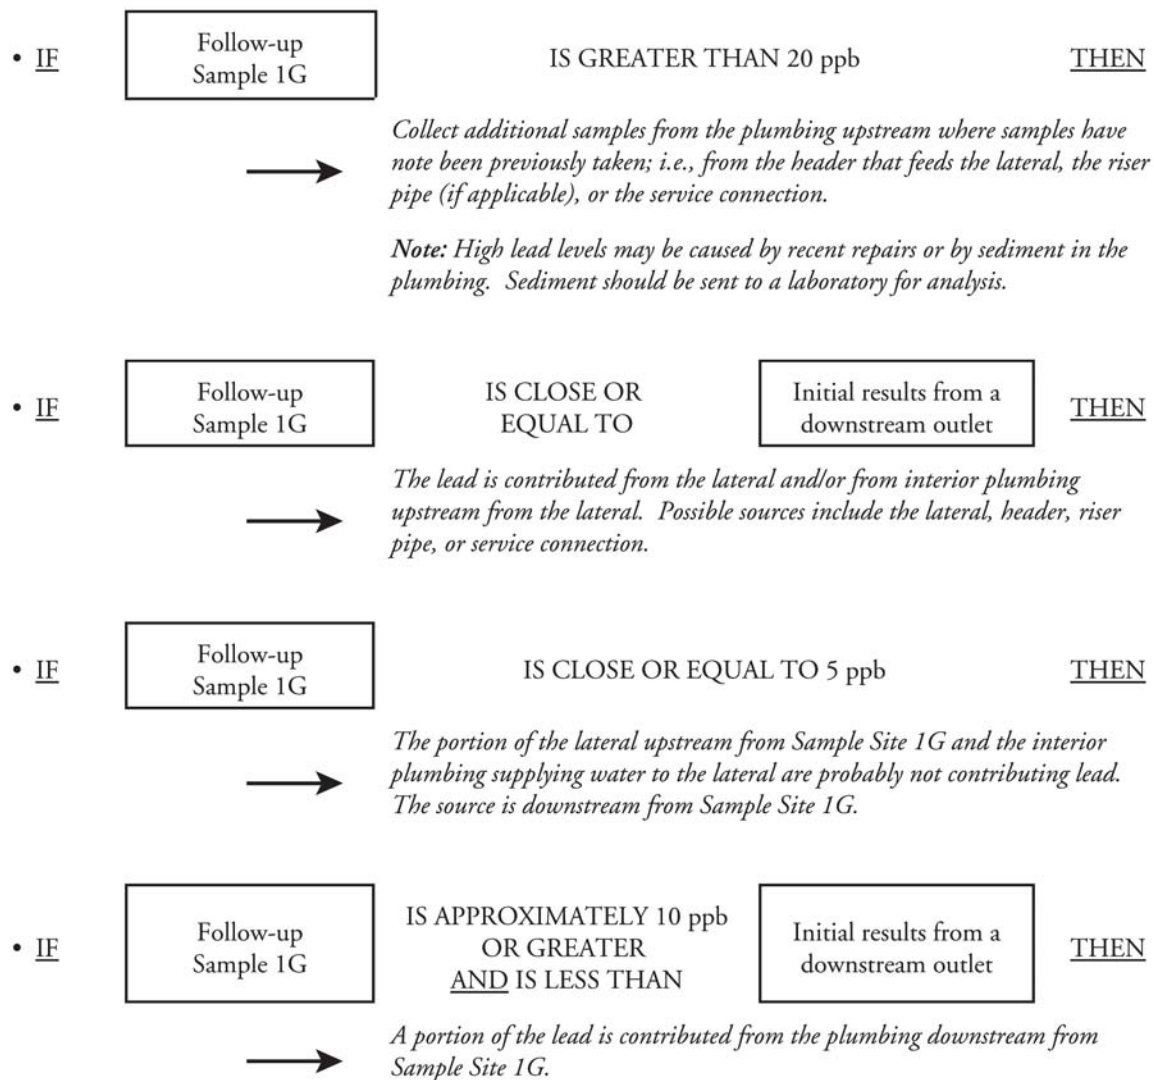 • IF Follow-up Sample 1G IS GREATER THAN 20 ppb THEN
Collect additional samples from the plumbing upstream where samples have
note been previously taken; i.e., from the header that feeds the lateral, the riser
pipe (if applicable), or the service connection.
Note: High lead levels may be caused by recent repairs or by sediment in the
plumbing. Sediment should be sent to a laboratory for analysis.
• IF
Follow-up
Sample 1G
IS CLOSE OR
EQUAL TO
Initial results from a
downstream outlet
THEN
The lead is contributed from the lateral and/or from interior plumbing
upstream from the lateral. Possible sources include the lateral, header, riser
pipe, or service connection.
• IF
Follow-up
Sample 1G
IS CLOSE OR EQUAL TO 5 ppb
THEN
The portion of the lateral upstream from Sample Site 1G and the interior
plumbing supplying water to the lateral are probably not contributing lead.
The source is downstream from Sample Site 1G.
• IF
Follow-up
Sample 1G
IS APPROXIMATELY 10 ppb
OR GREATER
AND IS LESS THAN
Initial results from a
downstream outlet
THEN
A portion of the lead is contributed from the plumbing downstream from
Sample Site 1G.